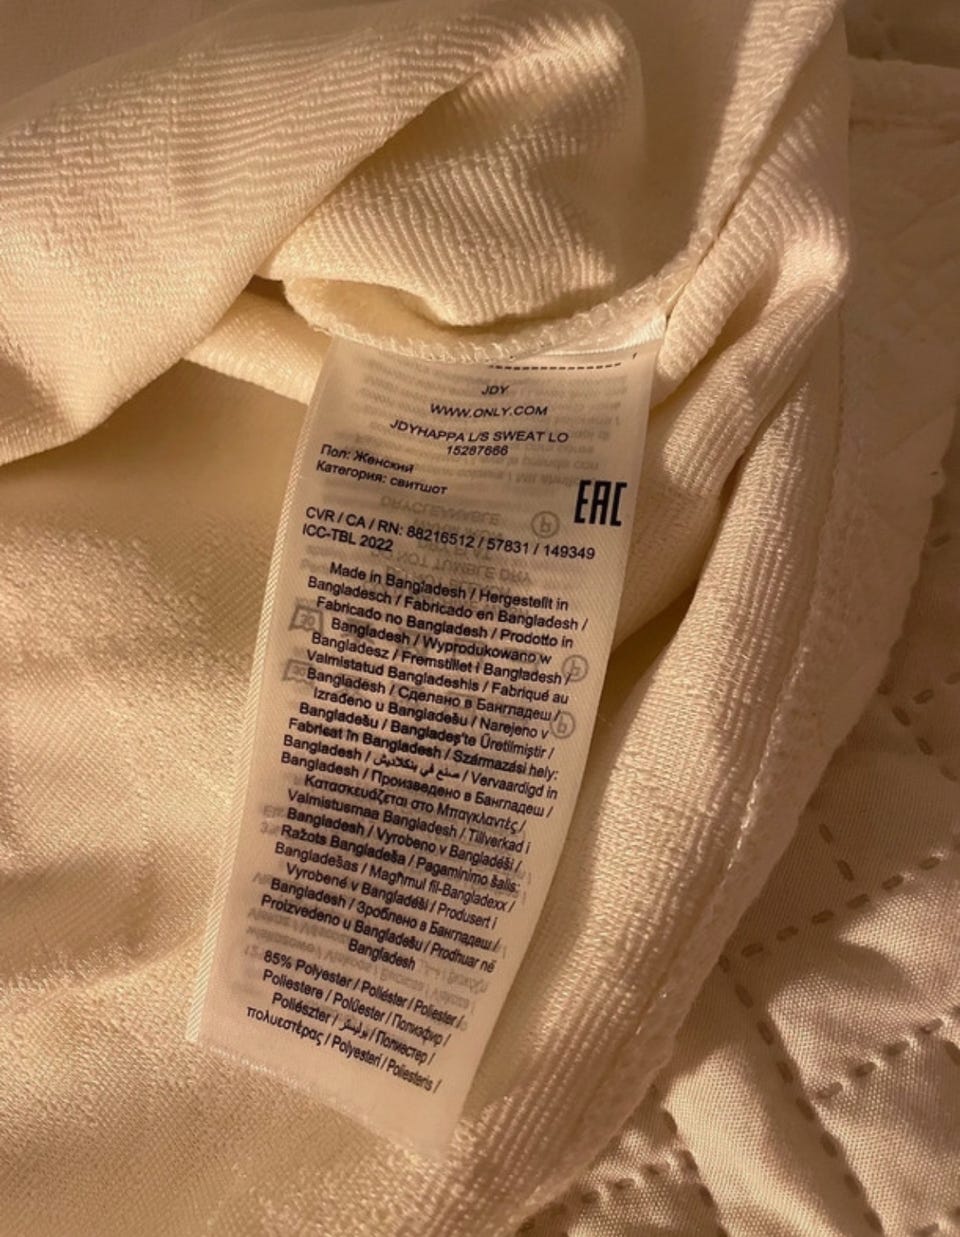 JDY
WWW.ONLY.COM
JDYHAPPA L/S SWEAT LO
15287666
Пол: Женский
Категория: свитшот
EAC
CVR / CA / RN: 88216512 / 57831 / 149349
ICC-TBL 2022
Made in Bangladesh / Hergestellt in
Bangladesch / Fabricado en Bangladesh /
Fabricado no Bangladesh / Prodotto in
Bangladesh / Wyprodukowano w
Bangladesz / Fremstillet i Bangladesh /
Valmistatud Bangladeshis / Fabriqué au
Bangladesh / Сделано в Бангладеш /
Izrađeno u Bangladešu / Narejeno v
Bangladešu / Bangladeş'te Üretilmiştir /
Fabricat în Bangladesh / Származási hely:
Bangladesh / صنع في بنگلاديش / Vervaardigd in
Bangladesh / Произведено в Бангладеш /
Κατασκευάζεται στο Μπαγκλαντές /
Valmistusmaa Bangladesh / Tillverkad i
Bangladesh / Vyrobeno v Bangladéši /
Ražots Bangladeša / Pagaminimo šalis:
Bangladešas / Magħmul fil-Bangladexx /
Vyrobené v Bangladéši / Produsert i
Bangladesh / Зроблено в Бангладеш /
Proizvedeno u Bangladešu / Prodhuar në
Bangladesh
85% Polyester / Poliéster / Poliester /
Poliestere / Polüester / Полиэфир /
Poliészter / بوليستر / Полиестер /
πολυεστέρας / Polyesteri / Poliesteris /